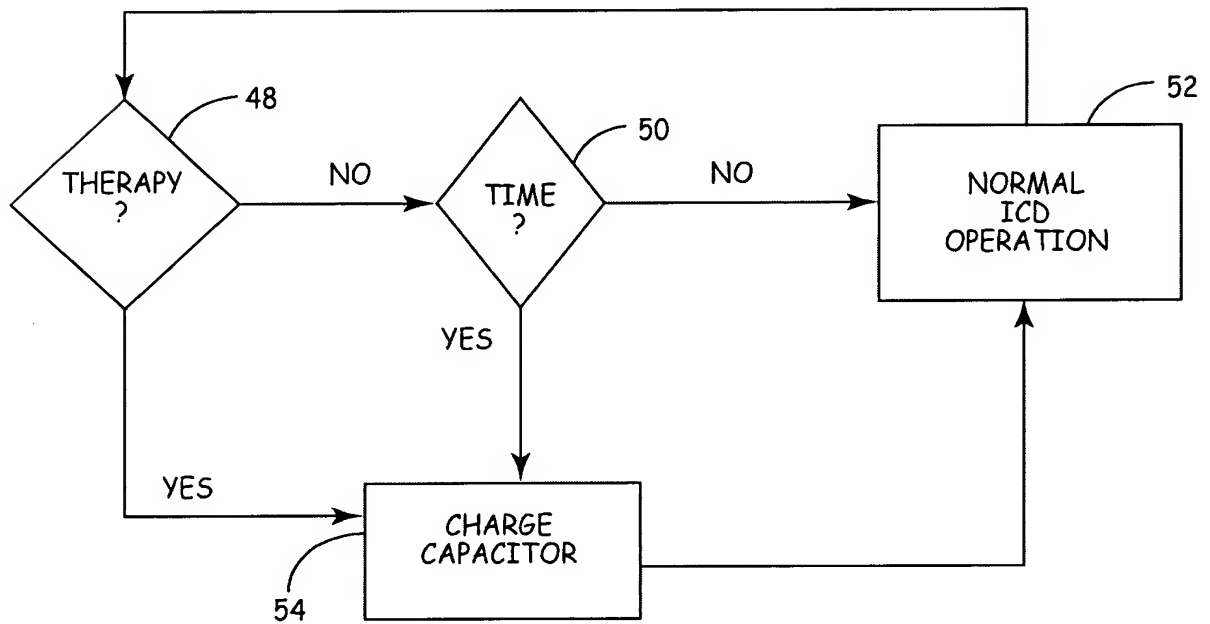 48
52
50
THERAPY
?
NO
TIME
?
NO
NORMAL
ICD
OPERATION
YES
YES
CHARGE
CAPACITOR
54